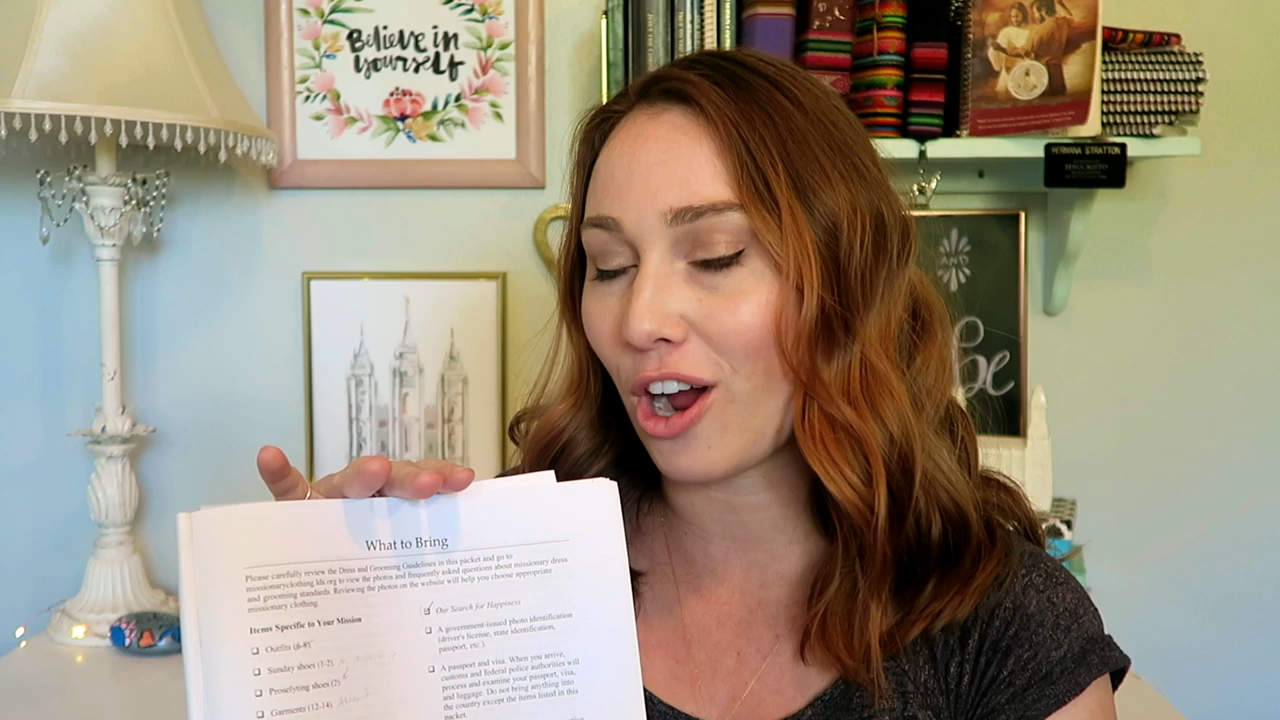 Believe in
yourself
HERMANA STRATTON
JESUCRISTO
AND
be
What to Bring
Please carefully review the Dress and Grooming Guidelines in this packet and go to
missionaryclothing.lds.org to view the photos and frequently asked questions about missionary dress
and grooming standards. Reviewing the photos on the website will help you choose appropriate
missionary clothing.
Items Specific to Your Mission
Outfits (6-8)
Sunday shoes (1-2)
Proselyting shoes (2)
Garments (12-14)
Our Search for Happiness
A government-issued photo identification
(driver's license, state identification,
passport, etc.).
A passport and visa. When you arrive,
customs and federal police authorities will
process and examine your passport, visa,
and luggage. Do not bring anything into
the country except the items listed in this
packet.